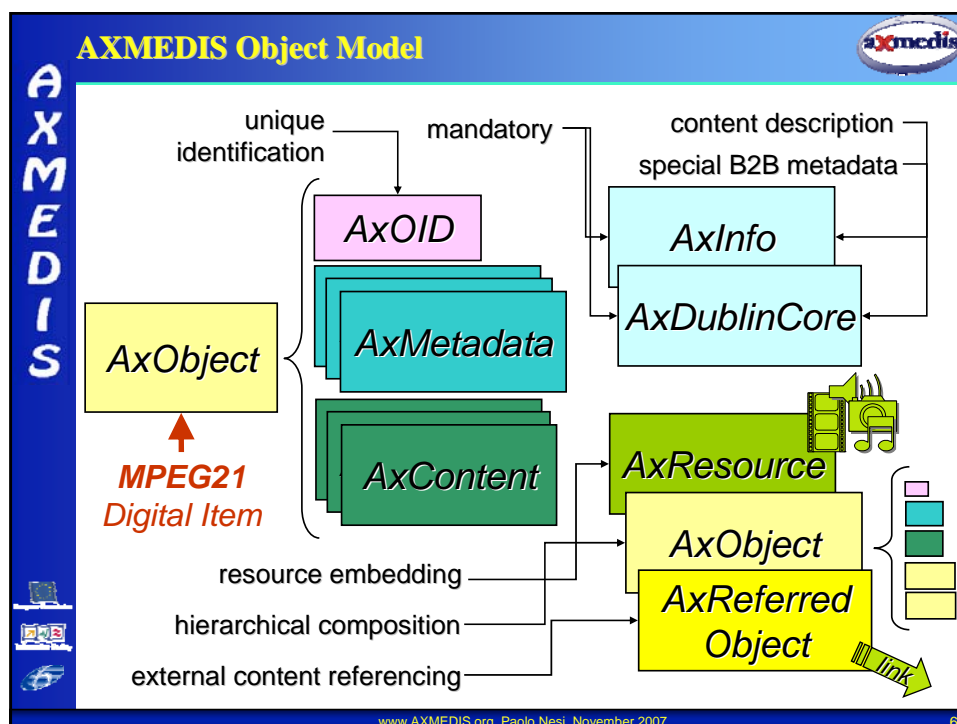 AXMEDIS Object Model
axmedis
AXMEDIS
unique
identification
mandatory
content description
special B2B metadata
AxOID
AxInfo
AxDublinCore
AxMetadata
AxObject
AxContent
MPEG21
Digital Item
AxResource
AxObject
AxReferred
Object
link
resource embedding
hierarchical composition
external content referencing
www.AXMEDIS.org, Paolo Nesi, November 2007
6